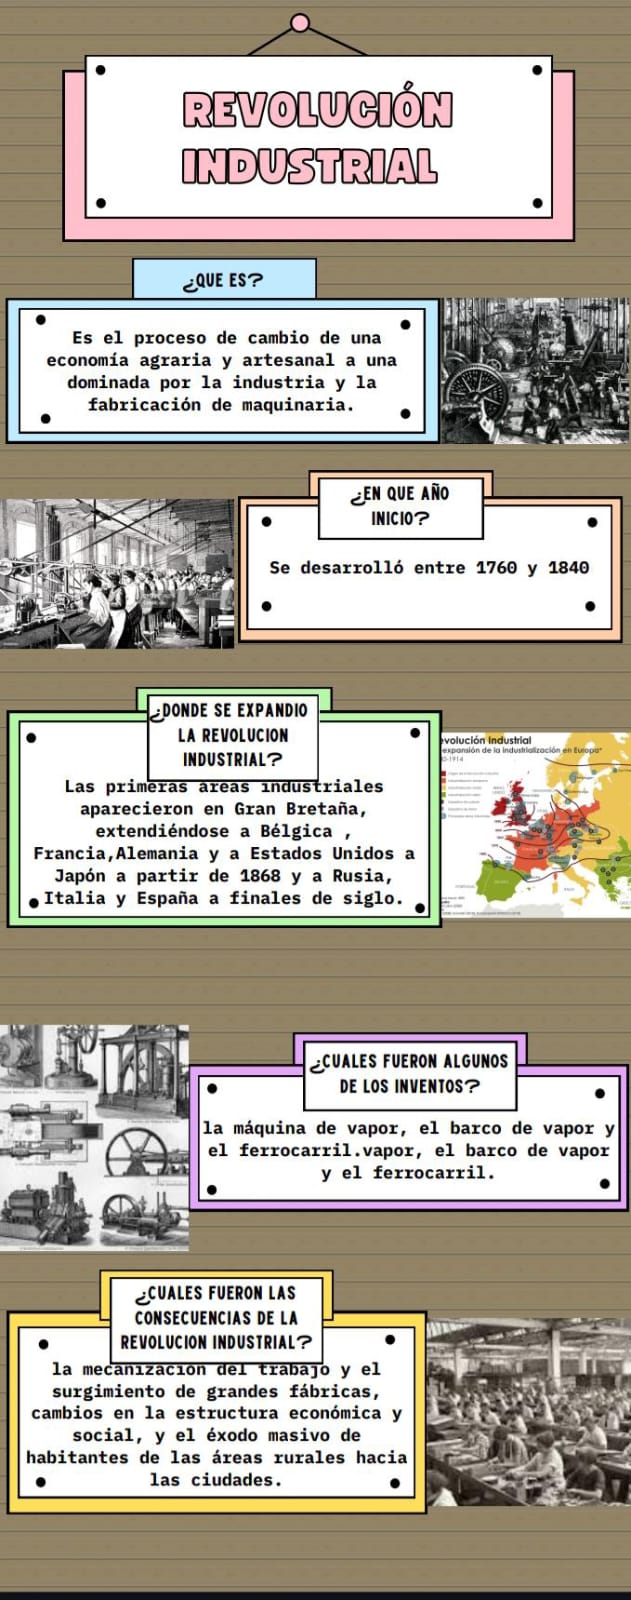 REVOLUCIÓN
INDUSTRIAL
¿QUE ES?
Es el proceso de cambio de una
economía agraria y artesanal a una
dominada por la industria y la
fabricación de maquinaria.
¿EN QUE AÑO
INICIO?
Se desarrolló entre 1760 y 1840
¿DONDE SE EXPANDIO
LA REVOLUCION
INDUSTRIAL?
Las primeras áreas industriales
aparecieron en Gran Bretaña,
extendiéndose a Bélgica ,
Francia,Alemania y a Estados Unidos a
Japón a partir de 1868 y a Rusia,
Italia y España a finales de siglo.
evolución Industrial
expansión de la industrialización en Europa*
-1914
¿CUALES FUERON ALGUNOS
DE LOS INVENTOS?
la máquina de vapor, el barco de vapor y
el ferrocarril.vapor, el barco de vapor
y el ferrocarril.
¿CUALES FUERON LAS
CONSECUENCIAS DE LA
REVOLUCION INDUSTRIAL?
la mecanización del trabajo y el
surgimiento de grandes fábricas,
cambios en la estructura económica y
social, y el éxodo masivo de
habitantes de las áreas rurales hacia
las ciudades.